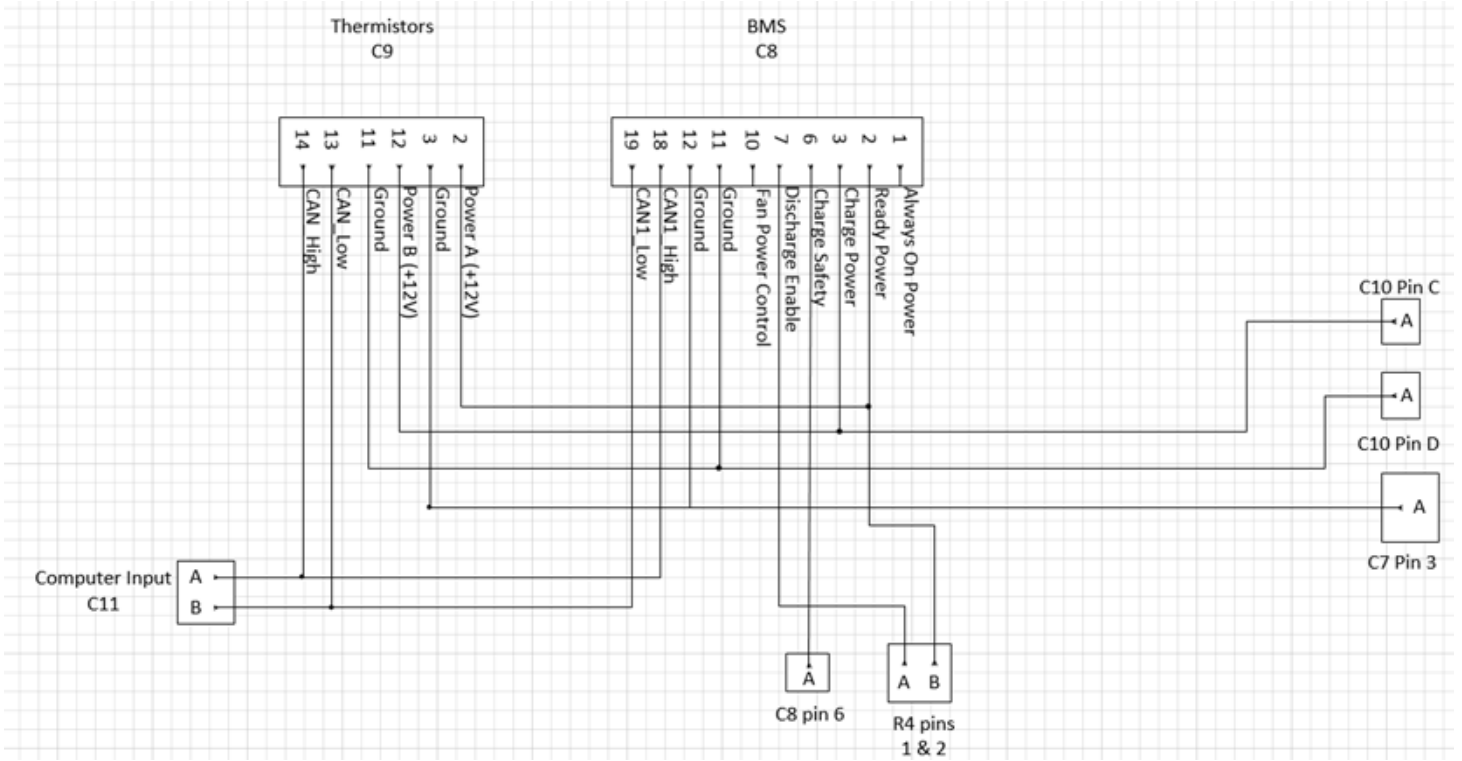 Thermistors
C9
BMS
C8
14 13 11 12 3 2
19 18 12 11 10 7 6 3 2 1
CAN_High
CAN_Low
Ground
Power B (+12V)
Ground
Power A (+12V)
CAN1_Low
CAN1_High
Ground
Ground
Fan Power Control
Discharge Enable
Charge Safety
Charge Power
Ready Power
Always On Power
C10 Pin C
A
A
C10 Pin D
A
C7 Pin 3
Computer Input
C11
A
B
A
C8 pin 6
A B
R4 pins
1 & 2